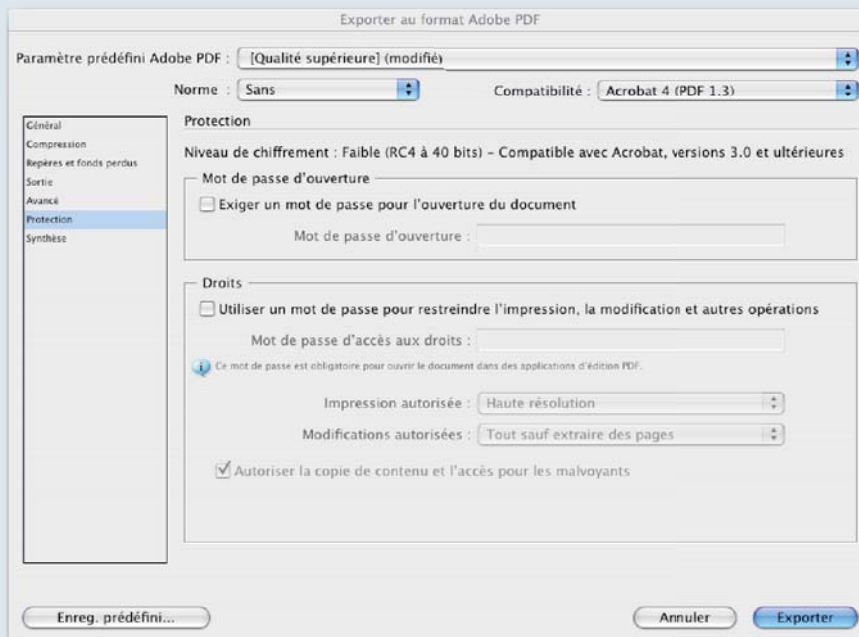 Exporter au format Adobe PDF
Paramètre prédéfini Adobe PDF : [Qualité supérieure] (modifié)
Norme : Sans Compatibilité : Acrobat 4 (PDF 1.3)
Général
Compression
Repères et fonds perdus
Sortie
Avancé
Protection
Synthèse
Protection
Niveau de chiffrement : Faible (RC4 à 40 bits) – Compatible avec Acrobat, versions 3.0 et ultérieures
Mot de passe d'ouverture
Exiger un mot de passe pour l'ouverture du document
Mot de passe d'ouverture :
Droits
Utiliser un mot de passe pour restreindre l'impression, la modification et autres opérations
Mot de passe d'accès aux droits :
Ce mot de passe est obligatoire pour ouvrir le document dans des applications d'édition PDF.
Impression autorisée : Haute résolution
Modifications autorisées : Tout sauf extraire des pages
Autoriser la copie de contenu et l'accès pour les malvoyants
Enreg. prédéfini... Annuler Exporter